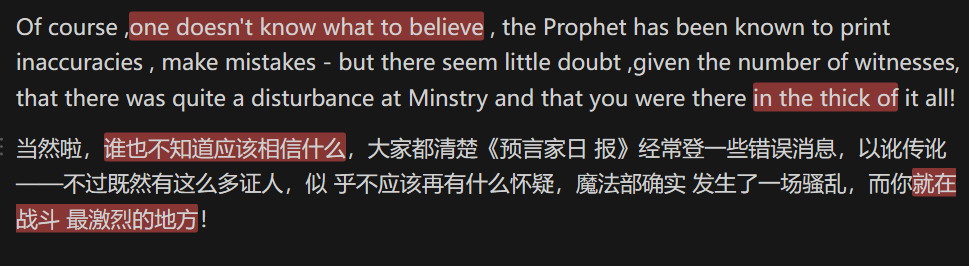 Of course ,one doesn't know what to believe , the Prophet has been known to print
inaccuracies , make mistakes - but there seem little doubt ,given the number of witnesses,
that there was quite a disturbance at Minstry and that you were there in the thick of it all!
当然啦，谁也不知道应该相信什么，大家都清楚《预言家日 报》经常登一些错误消息，以讹传讹
——不过既然有这么多证人，似 乎不应该再有什么怀疑，魔法部确实 发生了一场骚乱，而你就在
战斗 最激烈的地方！